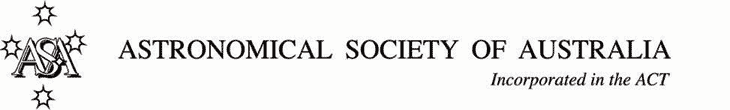 ASA
ASTRONOMICAL SOCIETY OF AUSTRALIA
Incorporated in the ACT